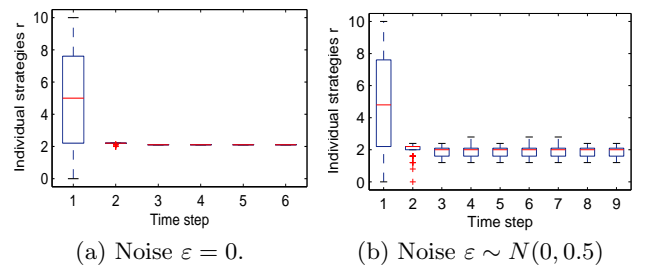 Individual strategies r
10
8
6
4
2
0
1 2 3 4 5 6
Time step
(a) Noise ε = 0.
Individual strategies r
10
8
6
4
2
0
1 2 3 4 5 6 7 8 9
Time step
(b) Noise ε ∼ N(0, 0.5)